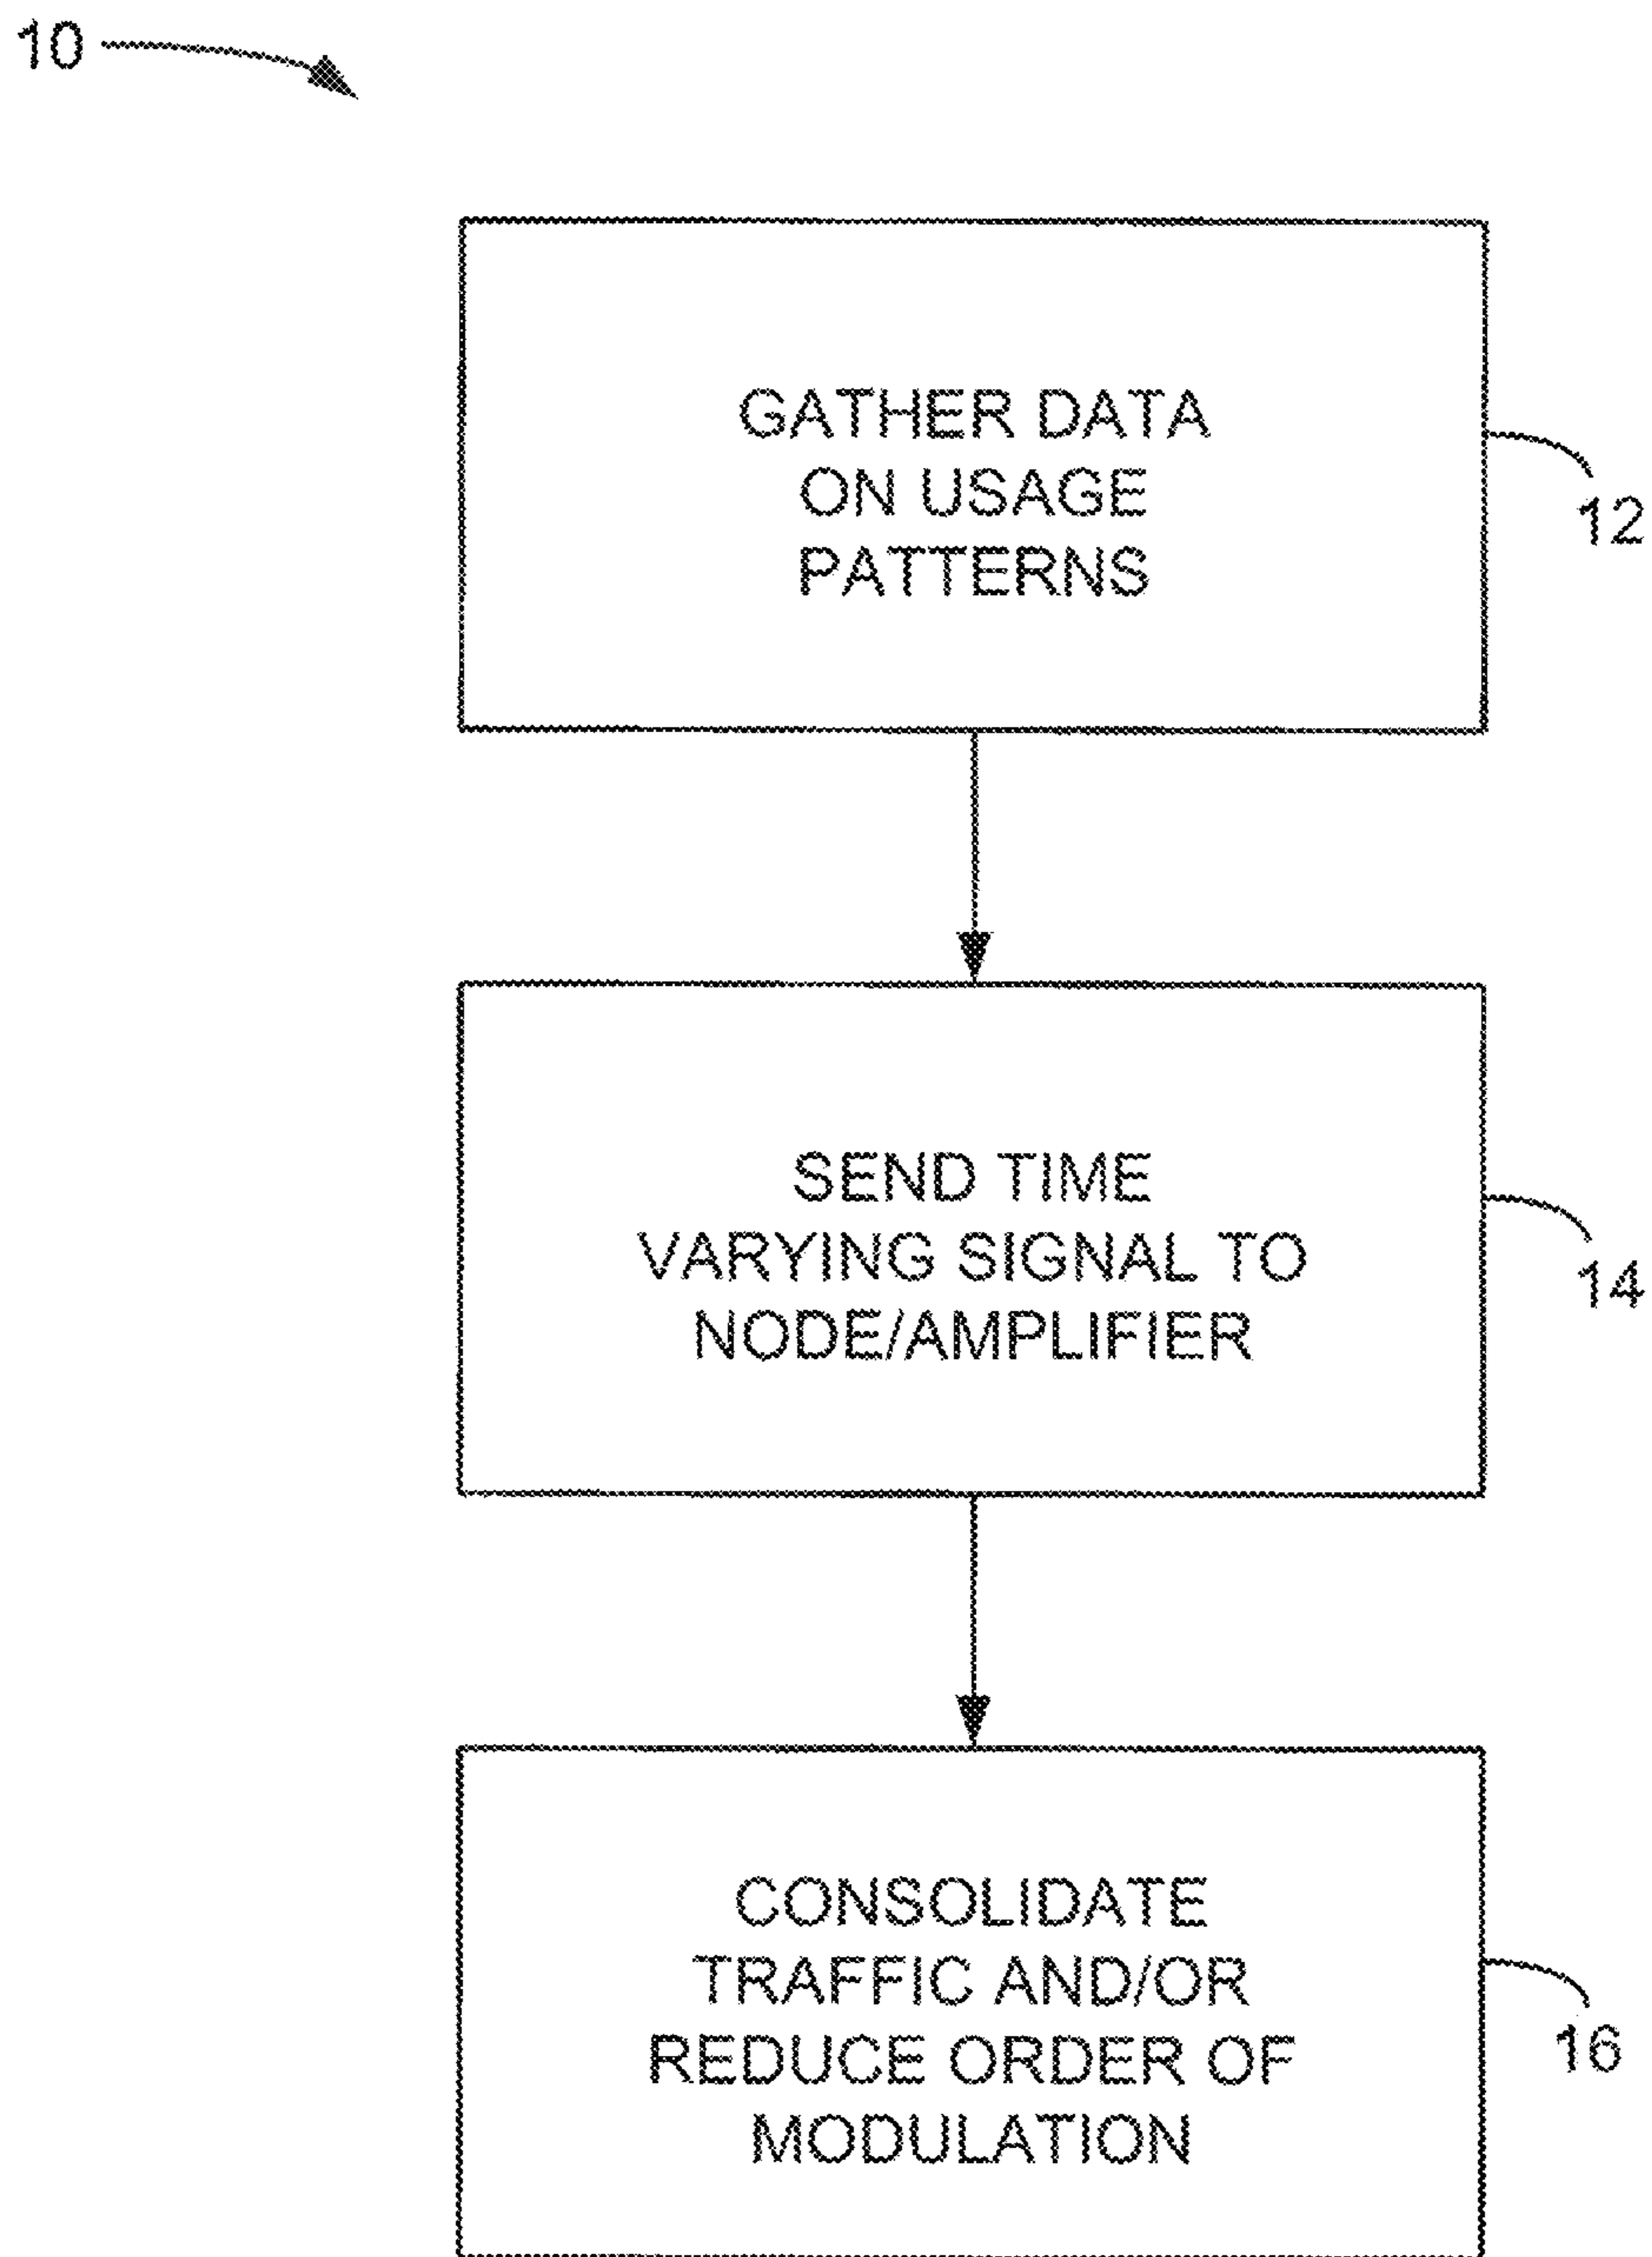 10
GATHER DATA
ON USAGE
PATTERNS
12
SEND TIME
VARYING SIGNAL TO
NODE/AMPLIFIER
14
CONSOLIDATE
TRAFFIC AND/OR
REDUCE ORDER OF
MODULATION
16